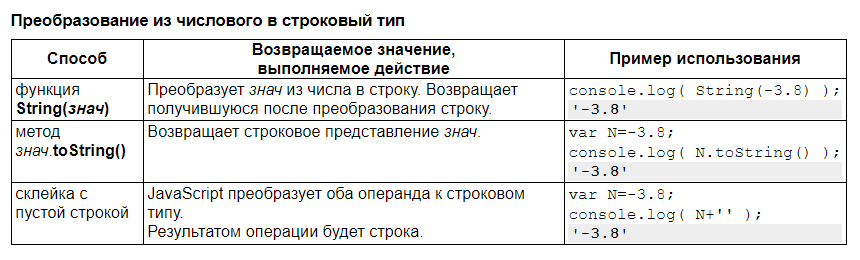 Преобразование из числового в строковый тип
Способ
Возвращаемое значение,
выполняемое действие
Пример использования
функция
String(знач)
Преобразует знач из числа в строку. Возвращает
получившуюся после преобразования строку.
console.log( String(-3.8) );
'-3.8'
метод
знач.toString()
Возвращает строковое представление знач.
var N=-3.8;
console.log( N.toString() );
'-3.8'
склейка с
пустой строкой
JavaScript преобразует оба операнда к строковом
типу.
Результатом операции будет строка.
var N=-3.8;
console.log( N+'' );
'-3.8'